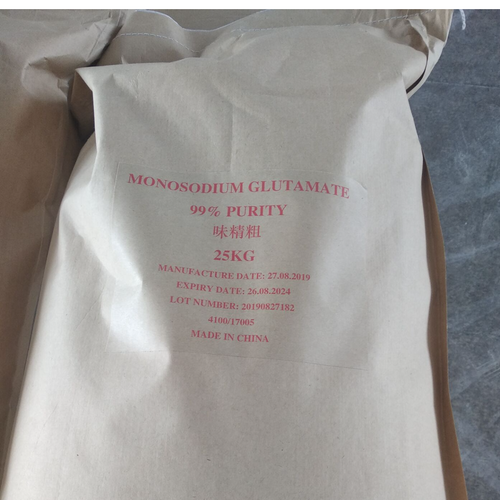 MONOSODIUM GLUTAMATE
99% PURITY
味精粗
25KG
MANUFACTURE DATE: 27.08.2019
EXPIRY DATE: 26.08.2024
LOT NUMBER: 20190827182
4100/17005
MADE IN CHINA